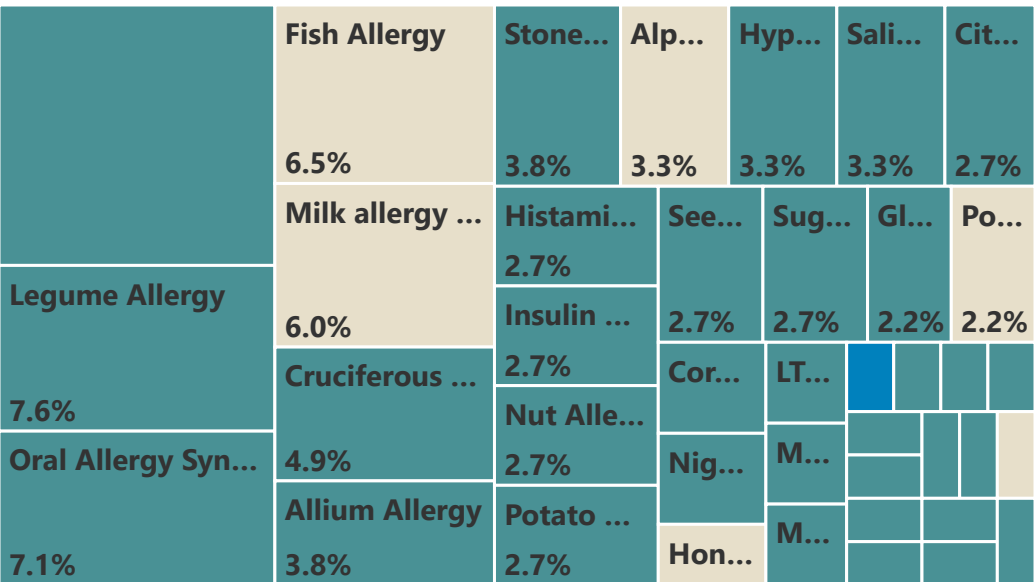 Legume Allergy
7.6%
Oral Allergy Syn...
7.1%
Fish Allergy
6.5%
Milk allergy ...
6.0%
Cruciferous ...
4.9%
Allium Allergy
3.8%
Stone...
3.8%
Alp...
3.3%
Hyp...
3.3%
Sali...
3.3%
Cit...
2.7%
Histami...
2.7%
Insulin ...
2.7%
Nut Alle...
2.7%
Potato ...
2.7%
See...
2.7%
Sug...
2.7%
Gl...
2.2%
Po...
2.2%
Cor...
Nig...
Hon...
LT...
M...
M...